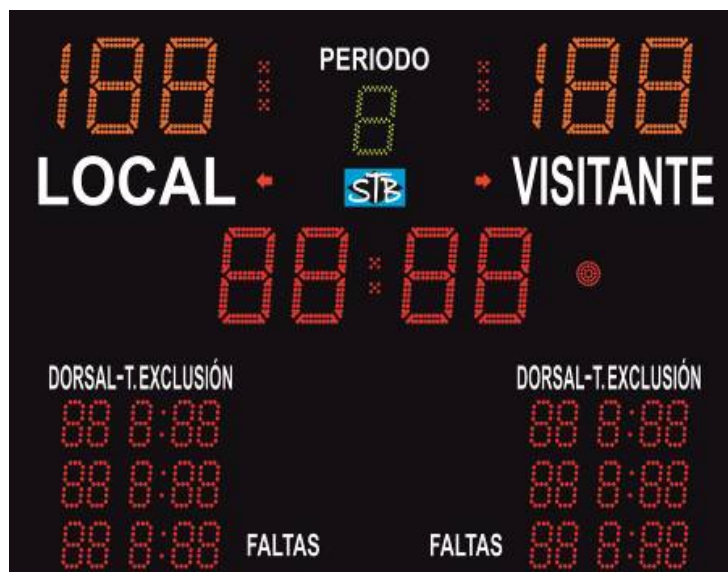 188 PERIODO 188
8
LOCAL STB VISITANTE
88:88
DORSAL-T.EXCLUSIÓN DORSAL-T.EXCLUSIÓN
88 8:88 88 8:88
88 8:88 88 8:88
88 8:88 FALTAS FALTAS 88 8:88